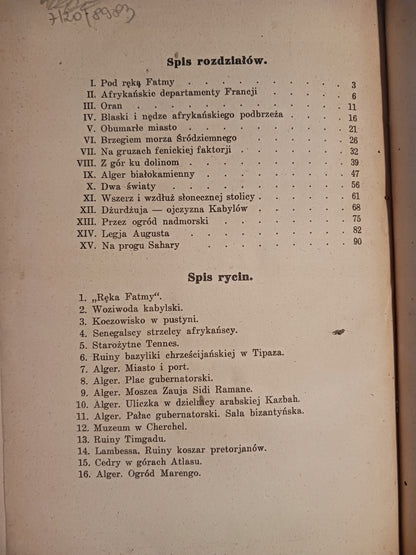 7120/8983
Spis rozdziałów.
I. Pod ręką Fatmy . . . . . . . . . 3
II. Afrykańskie departamenty Francji . . . . . 6
III. Oran . . . . . . . . . . . 11
IV. Blaski i nędze afrykańskiego podbrzeża . . . . 16
V. Obumarłe miasto . . . . . . . . 21
VI. Brzegiem morza Śródziemnego . . . . . . 26
VII. Na gruzach fenickiej faktorji . . . . . . 32
VIII. Z gór ku dolinom . . . . . . . . 39
IX. Alger białokamienny . . . . . . . . 47
X. Dwa światy . . . . . . . . . . 56
XI. Wszerz i wzdłuż słonecznej stolicy . . . . . 61
XII. Dżurdżuja — ojczyzna Kabylów . . . . . 68
XIII. Przez ogród nadmorski . . . . . . . 75
XIV. Legja Augusta . . . . . . . . . 82
XV. Na progu Sahary . . . . . . . . 90
Spis rycin.
1. „Ręka Fatmy".
2. Woziwoda kabylski.
3. Koczowisko w pustyni.
4. Senegalscy strzelcy afrykańscy.
5. Starożytne Tennes.
6. Ruiny bazyliki chrześcijańskiej w Tipaza.
7. Alger. Miasto i port.
8. Alger. Plac gubernatorski.
9. Alger. Moszea Zauja Sidi Ramane.
10. Alger. Uliczka w dzielnicy arabskiej Kazbah.
11. Alger. Pałac gubernatorski. Sala bizantyńska.
12. Muzeum w Cherchel.
13. Ruiny Timgadu.
14. Lambessa. Ruiny koszar pretorjanów.
15. Cedry w górach Atlasu.
16. Alger. Ogród Marengo.